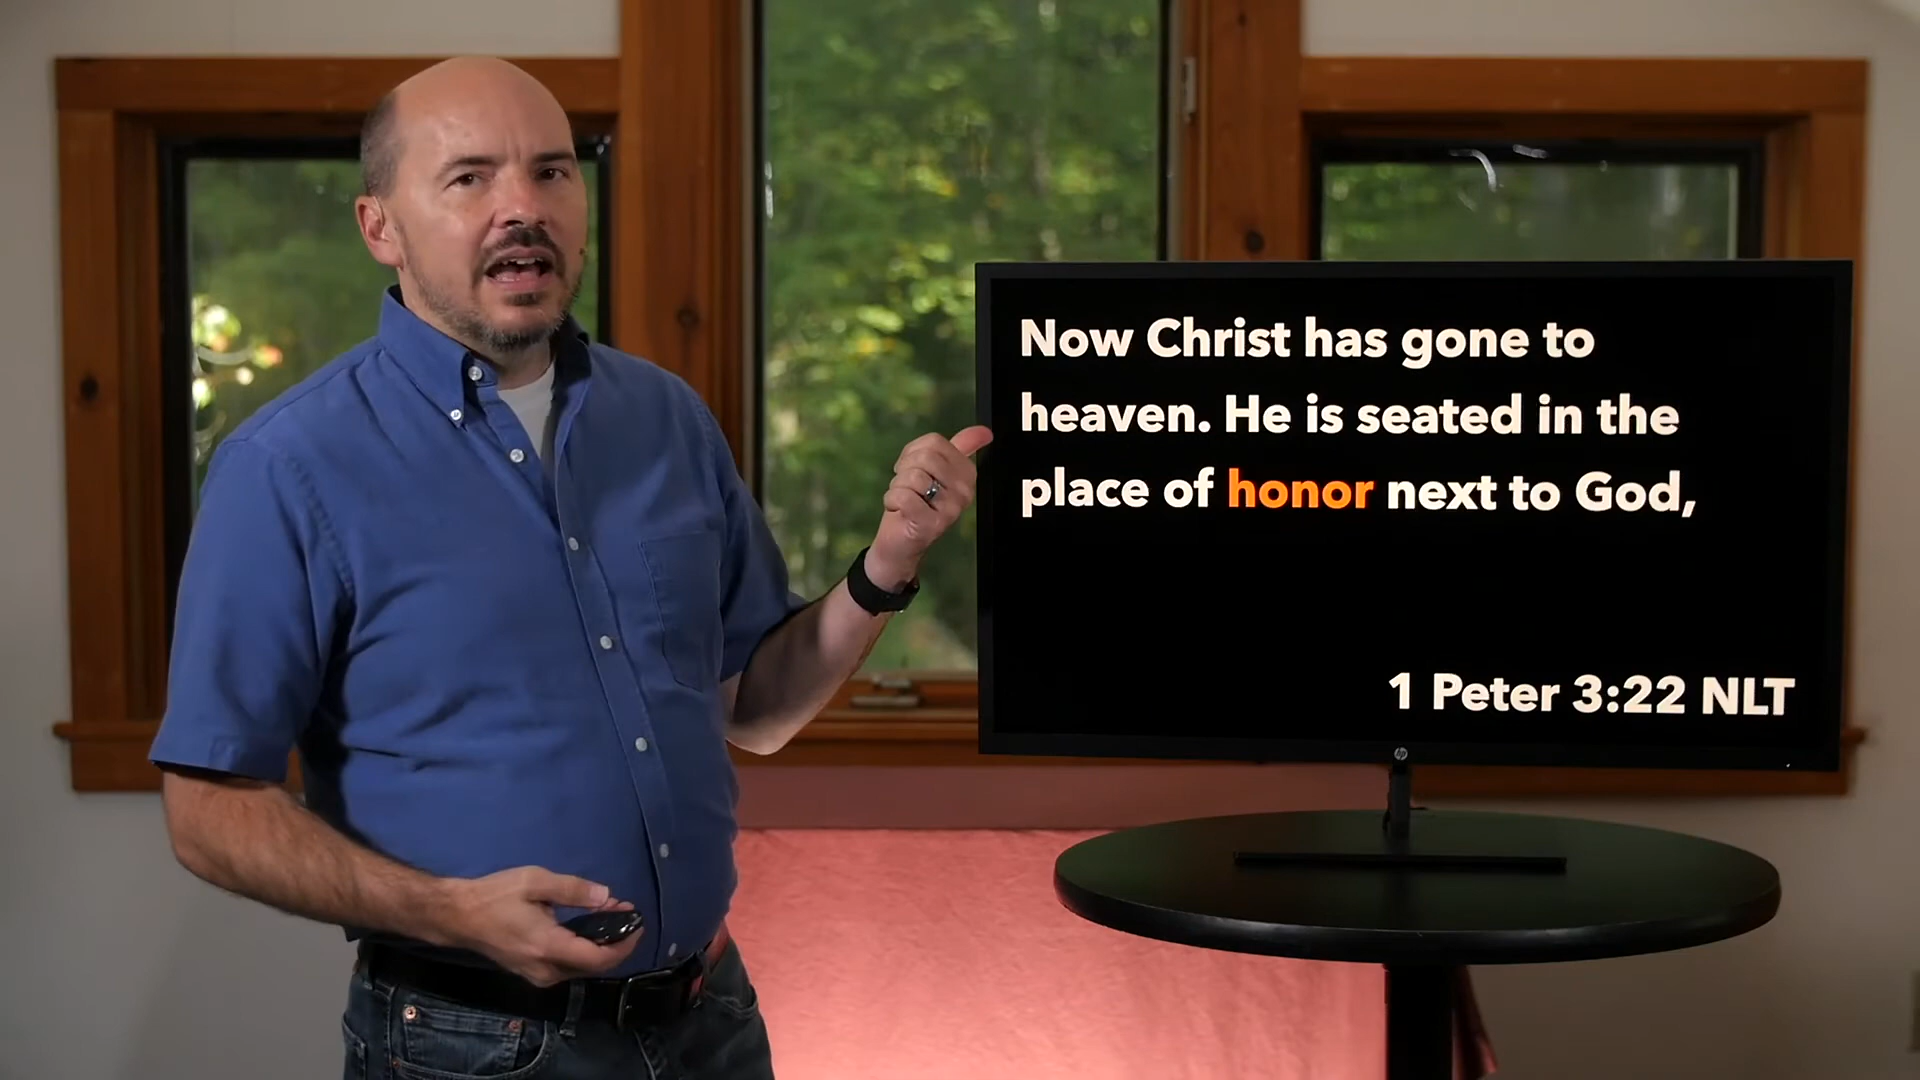 Now Christ has gone to
heaven. He is seated in the
place of honor next to God,
1 Peter 3:22 NLT
hp